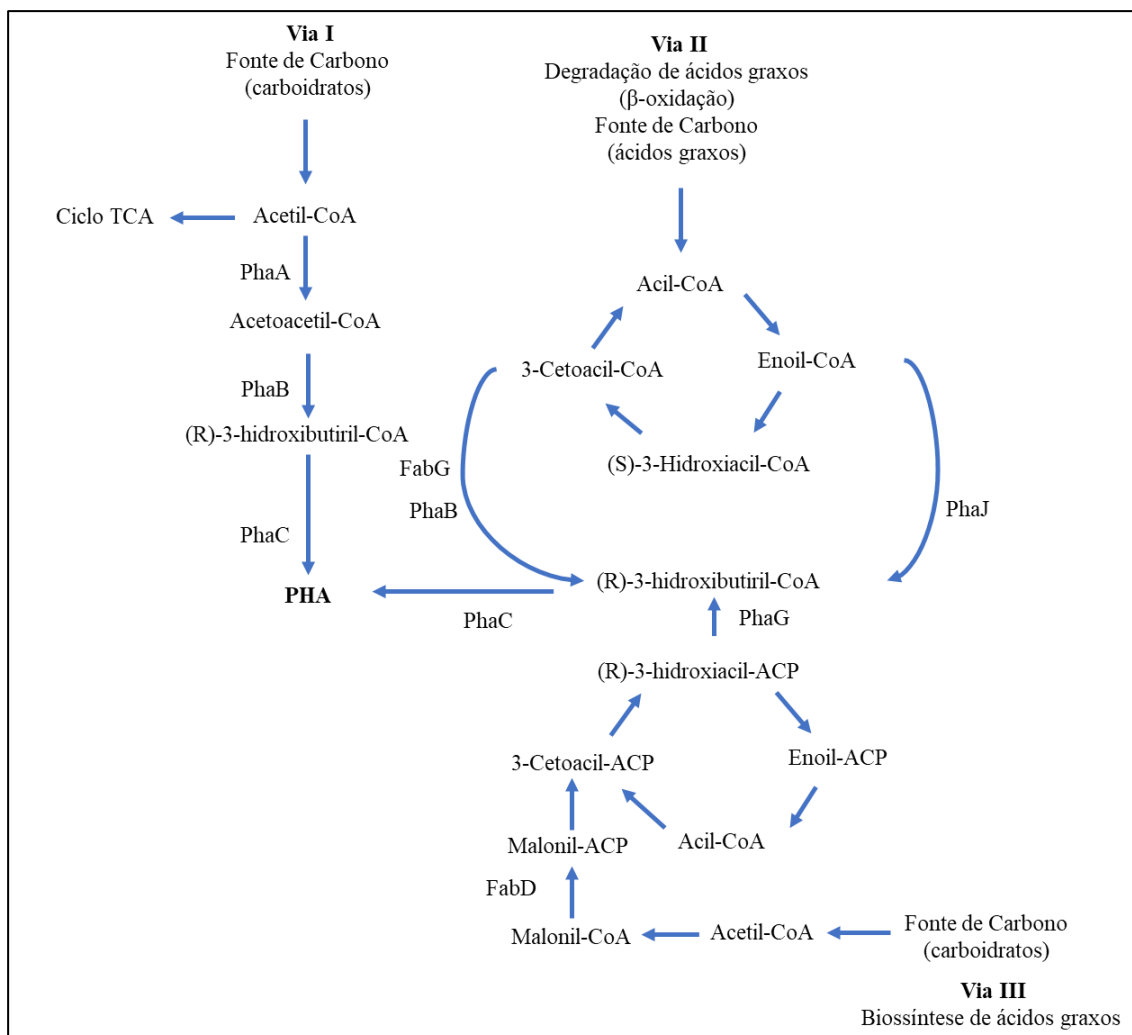 Via I
Fonte de Carbono
(carboidratos)
Via II
Degradação de ácidos graxos
(β-oxidação)
Fonte de Carbono
(ácidos graxos)
Ciclo TCA
Acetil-CoA
PhaA
Acetoacetil-CoA
PhaB
(R)-3-hidroxibutiril-CoA
PhaC
PHA
Acil-CoA
3-Cetoacil-CoA
Enoil-CoA
(S)-3-Hidroxiacil-CoA
FabG
PhaB
PhaJ
(R)-3-hidroxibutiril-CoA
PhaC
PhaG
(R)-3-hidroxiacil-ACP
3-Cetoacil-ACP
Enoil-ACP
Malonil-ACP
Acil-CoA
FabD
Malonil-CoA
Acetil-CoA
Fonte de Carbono
(carboidratos)
Via III
Biossíntese de ácidos graxos